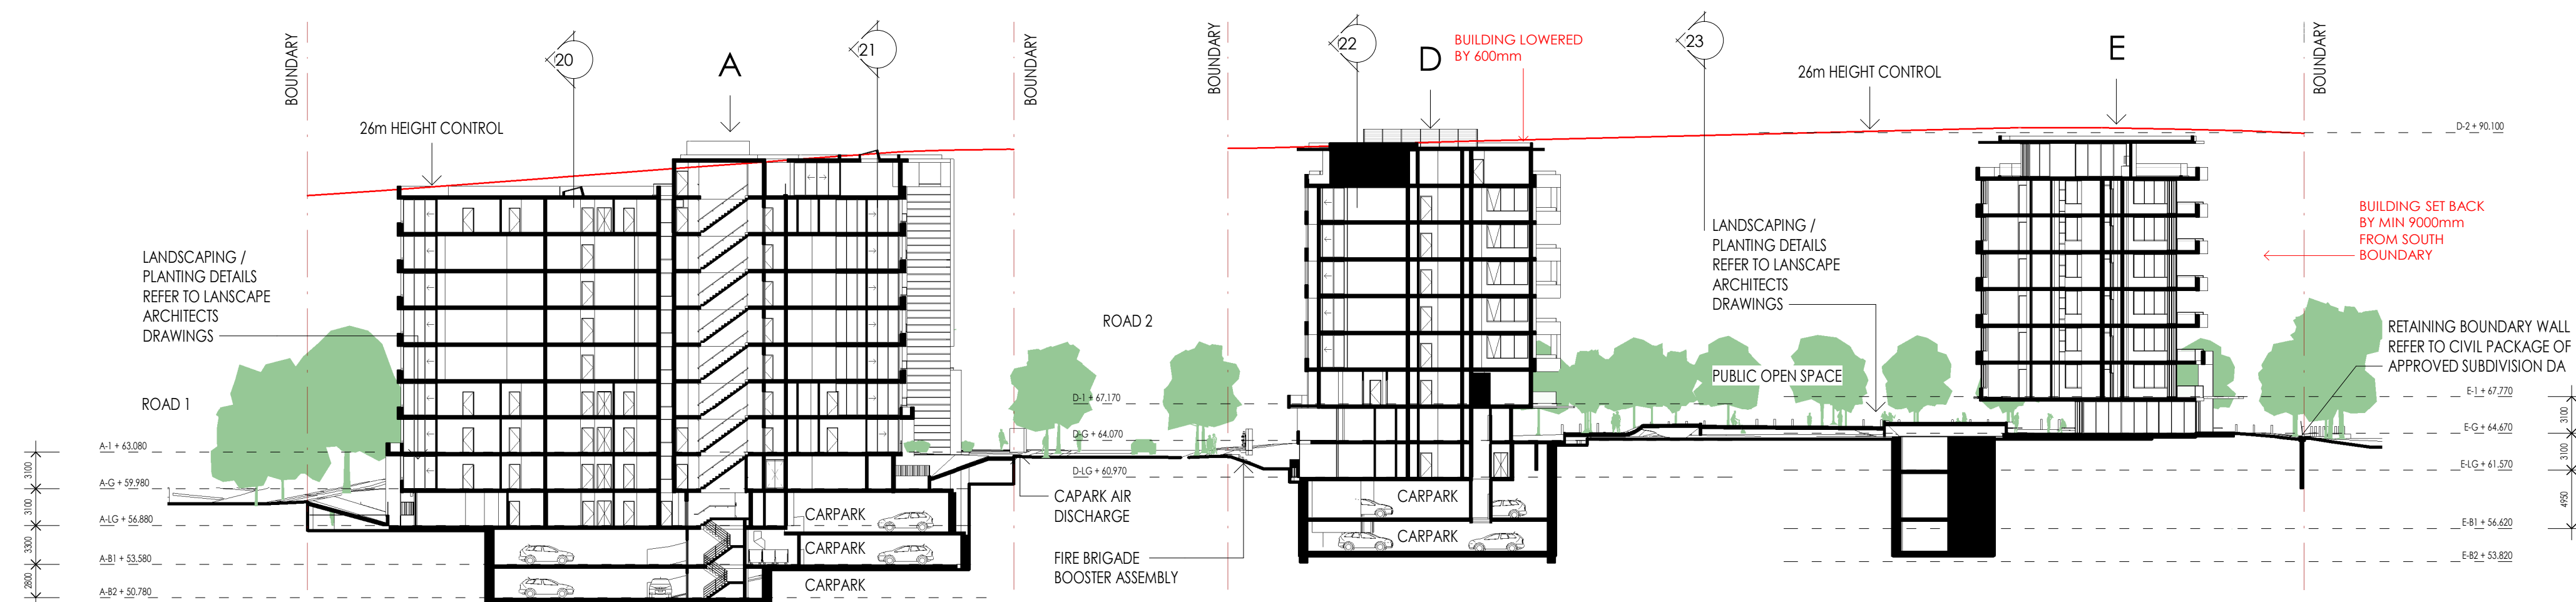 BOUNDARY
20
A
21
BOUNDARY
BOUNDARY
22
D
BUILDING LOWERED
BY 600mm
23
26m HEIGHT CONTROL
E
BOUNDARY
26m HEIGHT CONTROL
D-2 + 90.100
BUILDING SET BACK
BY MIN 9000mm
FROM SOUTH
BOUNDARY
LANDSCAPING /
PLANTING DETAILS
REFER TO LANSCAPE
ARCHITECTS
DRAWINGS
LANDSCAPING /
PLANTING DETAILS
REFER TO LANSCAPE
ARCHITECTS
DRAWINGS
ROAD 2
RETAINING BOUNDARY WALL
REFER TO CIVIL PACKAGE OF
APPROVED SUBDIVISION DA
PUBLIC OPEN SPACE
ROAD 1
D-1 + 67.170
D-G + 64.070
D-LG + 60.970
E-1 + 67.770
E-G + 64.670
E-LG + 61.570
E-B1 + 56.620
E-B2 + 53.820
3100
3100
4950
A-1 + 63.080
A-G + 59.980
A-LG + 56.880
A-B1 + 53.580
A-B2 + 50.780
3100
3100
3300
2800
CARPARK
CARPARK
CARPARK
CAPARK AIR
DISCHARGE
FIRE BRIGADE
BOOSTER ASSEMBLY
CARPARK
CARPARK